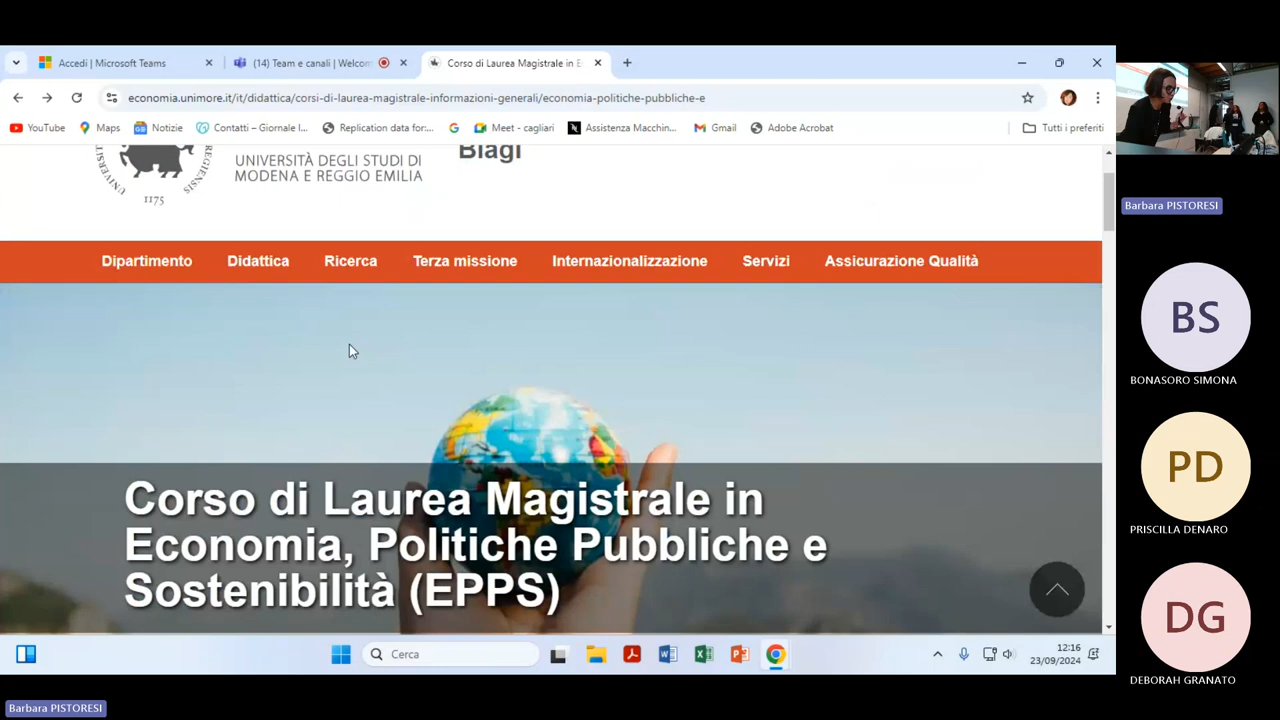 Accedi | Microsoft Teams
(14) Team e canali | Welcom
Corso di Laurea Magistrale in E
economia.unimore.it/it/didattica/corsi-di-laurea-magistrale-informazioni-generali/economia-politiche-pubbliche-e
YouTube
Maps
Notizie
Contatti – Giornale I...
Replication data for:...
Meet - cagliari
Assistenza Macchin...
Gmail
Adobe Acrobat
Tutti i preferiti
1175
UNIVERSITÀ DEGLI STUDI DI
MODENA E REGGIO EMILIA
Biagi
Dipartimento
Didattica
Ricerca
Terza missione
Internazionalizzazione
Servizi
Assicurazione Qualità
Corso di Laurea Magistrale in
Economia, Politiche Pubbliche e
Sostenibilità (EPPS)
Cerca
12:16
23/09/2024
Barbara PISTORESI
Barbara PISTORESI
BS
BONASORO SIMONA
PD
PRISCILLA DENARO
DG
DEBORAH GRANATO